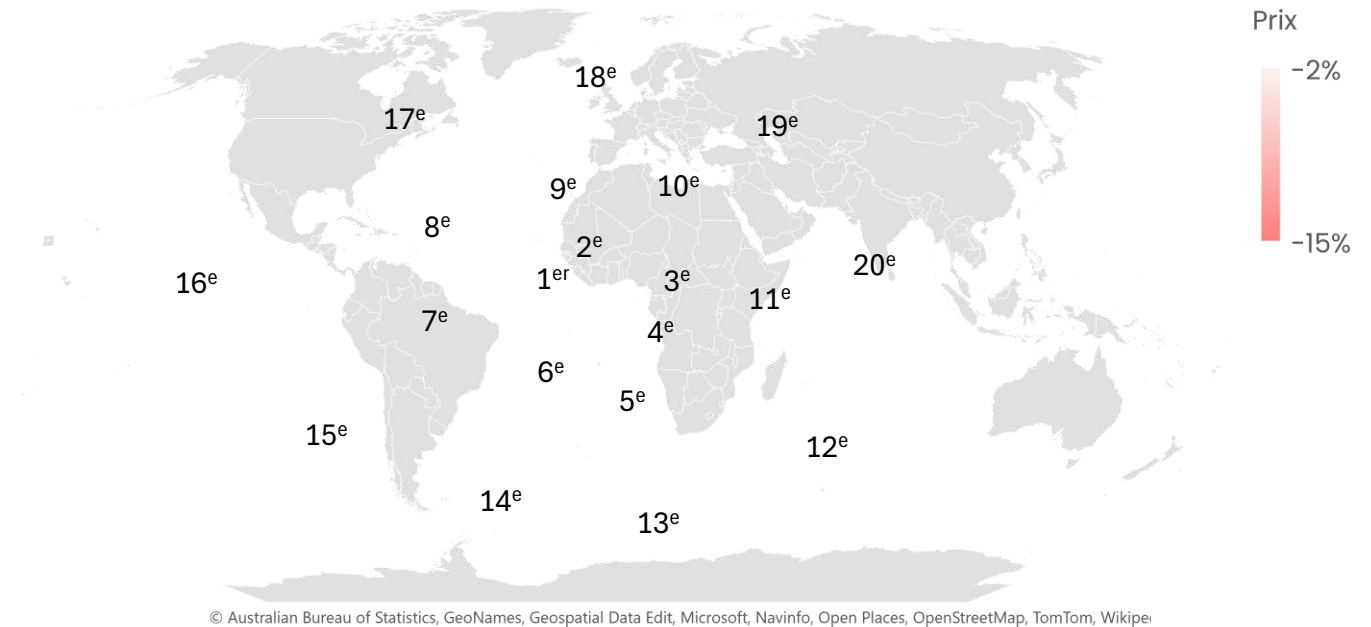 Prix
-2%
-15%
18ᵉ
17ᵉ
19ᵉ
9ᵉ
10ᵉ
8ᵉ
2ᵉ
20ᵉ
16ᵉ
1ᵉʳ
3ᵉ
11ᵉ
7ᵉ
4ᵉ
6ᵉ
5ᵉ
15ᵉ
12ᵉ
14ᵉ
13ᵉ
© Australian Bureau of Statistics, GeoNames, Geospatial Data Edit, Microsoft, Navinfo, Open Places, OpenStreetMap, TomTom, Wikipe